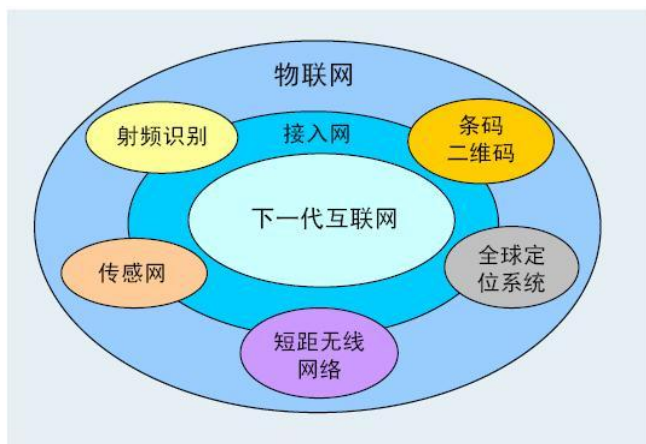 物联网
射频识别
接入网
条码
二维码
下一代互联网
传感网
全球定
位系统
短距无线
网络